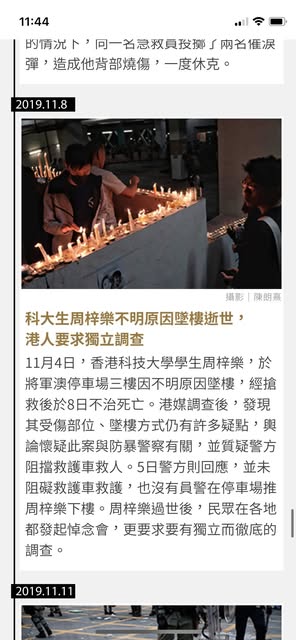 11:44
的情況下，向一名急救員投擲了兩名催淚
彈，造成他背部燒傷，一度休克。
2019.11.8
攝影｜陳朗熹
科大生周梓樂不明原因墜樓逝世，
港人要求獨立調查
11月4日，香港科技大學學生周梓樂，於
將軍澳停車場三樓因不明原因墜樓，經搶
救後於8日不治死亡。港媒調查後，發現
其受傷部位、墜樓方式仍有許多疑點，輿
論懷疑此案與防暴警察有關，並質疑警方
阻擋救護車救人。5日警方則回應，並未
阻礙救護車救護，也沒有員警在停車場推
周梓樂下樓。周梓樂過世後，民眾在各地
都發起悼念會，更要求要有獨立而徹底的
調查。
2019.11.11